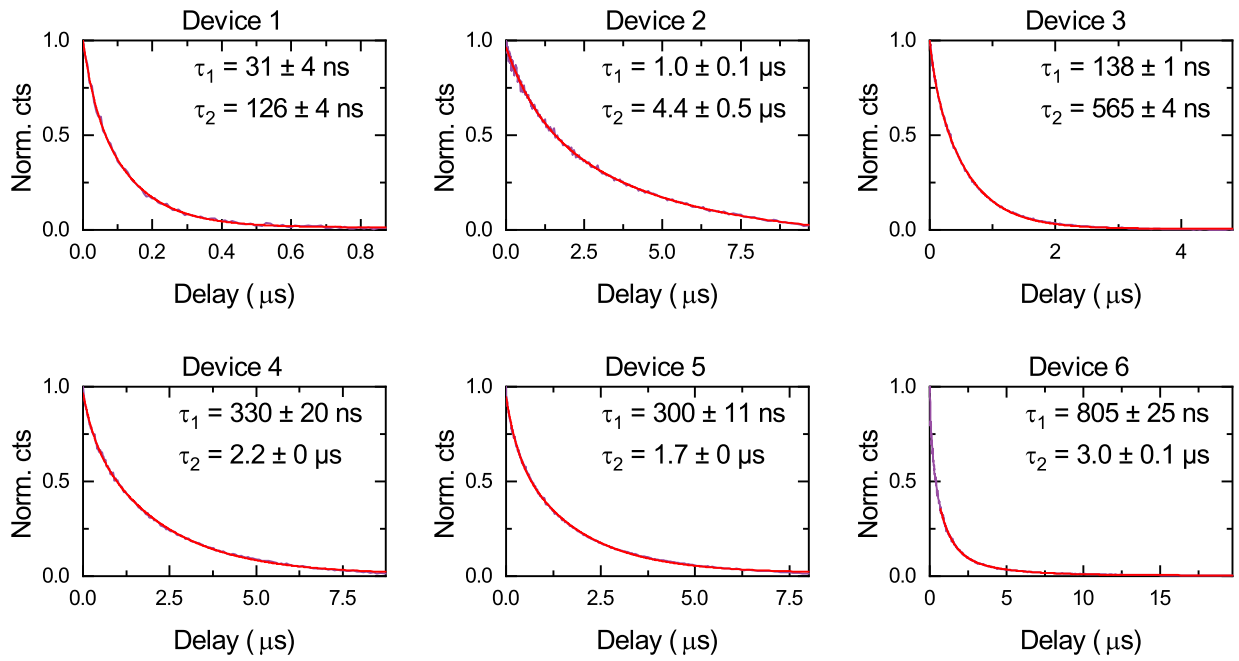 Device 1
Norm. cts
1.0
0.5
0.0
τ1 = 31 ± 4 ns
τ2 = 126 ± 4 ns
0.0 0.2 0.4 0.6 0.8
Delay ( μs)
Device 2
Norm. cts
1.0
0.5
0.0
τ1 = 1.0 ± 0.1 µs
τ2 = 4.4 ± 0.5 µs
0.0 2.5 5.0 7.5
Delay ( μs)
Device 3
Norm. cts
1.0
0.5
0.0
τ1 = 138 ± 1 ns
τ2 = 565 ± 4 ns
0 2 4
Delay ( μs)
Device 4
Norm. cts
1.0
0.5
0.0
τ1 = 330 ± 20 ns
τ2 = 2.2 ± 0 µs
0.0 2.5 5.0 7.5
Delay ( μs)
Device 5
Norm. cts
1.0
0.5
0.0
τ1 = 300 ± 11 ns
τ2 = 1.7 ± 0 µs
0.0 2.5 5.0 7.5
Delay ( μs)
Device 6
Norm. cts
1.0
0.5
0.0
τ1 = 805 ± 25 ns
τ2 = 3.0 ± 0.1 µs
0 5 10 15
Delay ( μs)